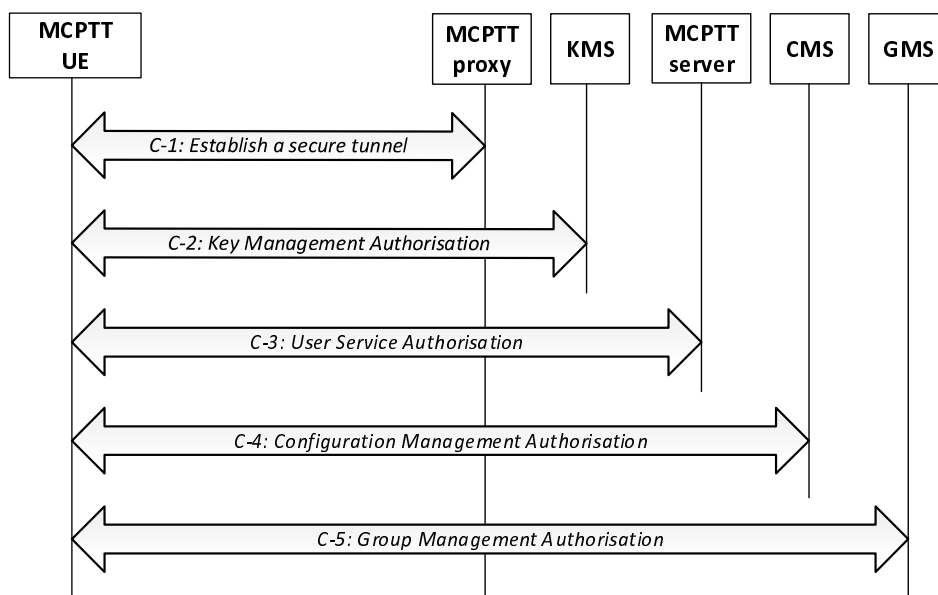 MCPTT
UE
MCPTT
proxy
KMS
MCPTT
server
CMS
GMS
C-1: Establish a secure tunnel
C-2: Key Management Authorisation
C-3: User Service Authorisation
C-4: Configuration Management Authorisation
C-5: Group Management Authorisation